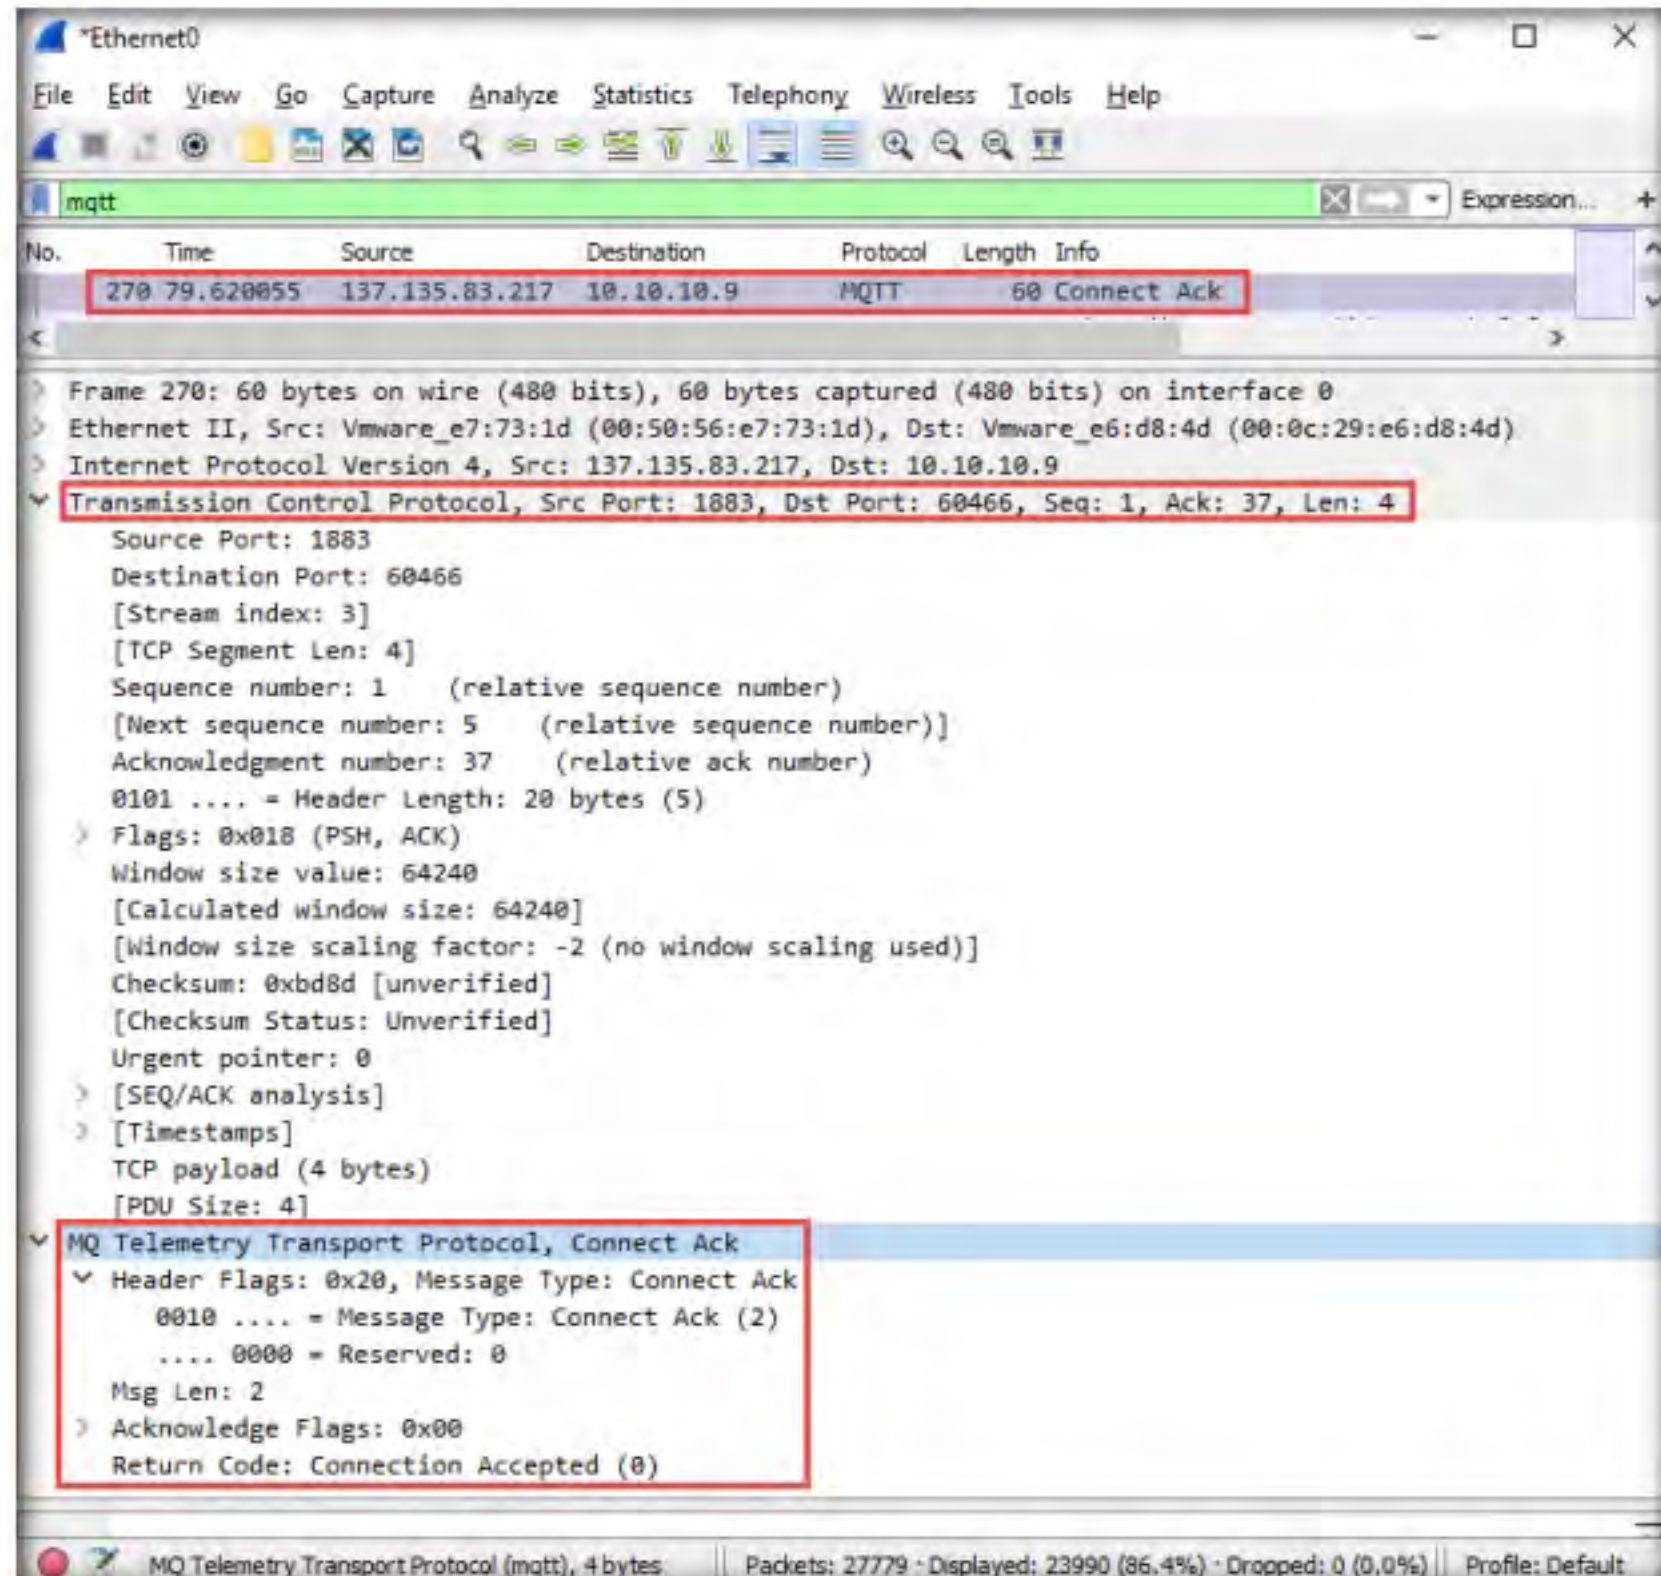 *Ethernet0
File Edit View Go Capture Analyze Statistics Telephony Wireless Tools Help
mqtt
Expression... +
No. Time Source Destination Protocol Length Info
270 79.620055 137.135.83.217 10.10.10.9 MQTT 60 Connect Ack
Frame 270: 60 bytes on wire (480 bits), 60 bytes captured (480 bits) on interface 0
Ethernet II, Src: Vmware_e7:73:1d (00:50:56:e7:73:1d), Dst: Vmware_e6:d8:4d (00:0c:29:e6:d8:4d)
Internet Protocol Version 4, Src: 137.135.83.217, Dst: 10.10.10.9
Transmission Control Protocol, Src Port: 1883, Dst Port: 60466, Seq: 1, Ack: 37, Len: 4
Source Port: 1883
Destination Port: 60466
[Stream index: 3]
[TCP Segment Len: 4]
Sequence number: 1 (relative sequence number)
[Next sequence number: 5 (relative sequence number)]
Acknowledgment number: 37 (relative ack number)
0101 .... = Header Length: 20 bytes (5)
Flags: 0x018 (PSH, ACK)
Window size value: 64240
[Calculated window size: 64240]
[Window size scaling factor: -2 (no window scaling used)]
Checksum: 0xbd8d [unverified]
[Checksum Status: Unverified]
Urgent pointer: 0
[SEQ/ACK analysis]
[Timestamps]
TCP payload (4 bytes)
[PDU Size: 4]
MQ Telemetry Transport Protocol, Connect Ack
Header Flags: 0x20, Message Type: Connect Ack
0010 .... = Message Type: Connect Ack (2)
.... 0000 = Reserved: 0
Msg Len: 2
Acknowledge Flags: 0x00
Return Code: Connection Accepted (0)
MQ Telemetry Transport Protocol (mqtt), 4 bytes Packets: 27779 · Displayed: 23990 (86.4%) · Dropped: 0 (0.0%) Profile: Default